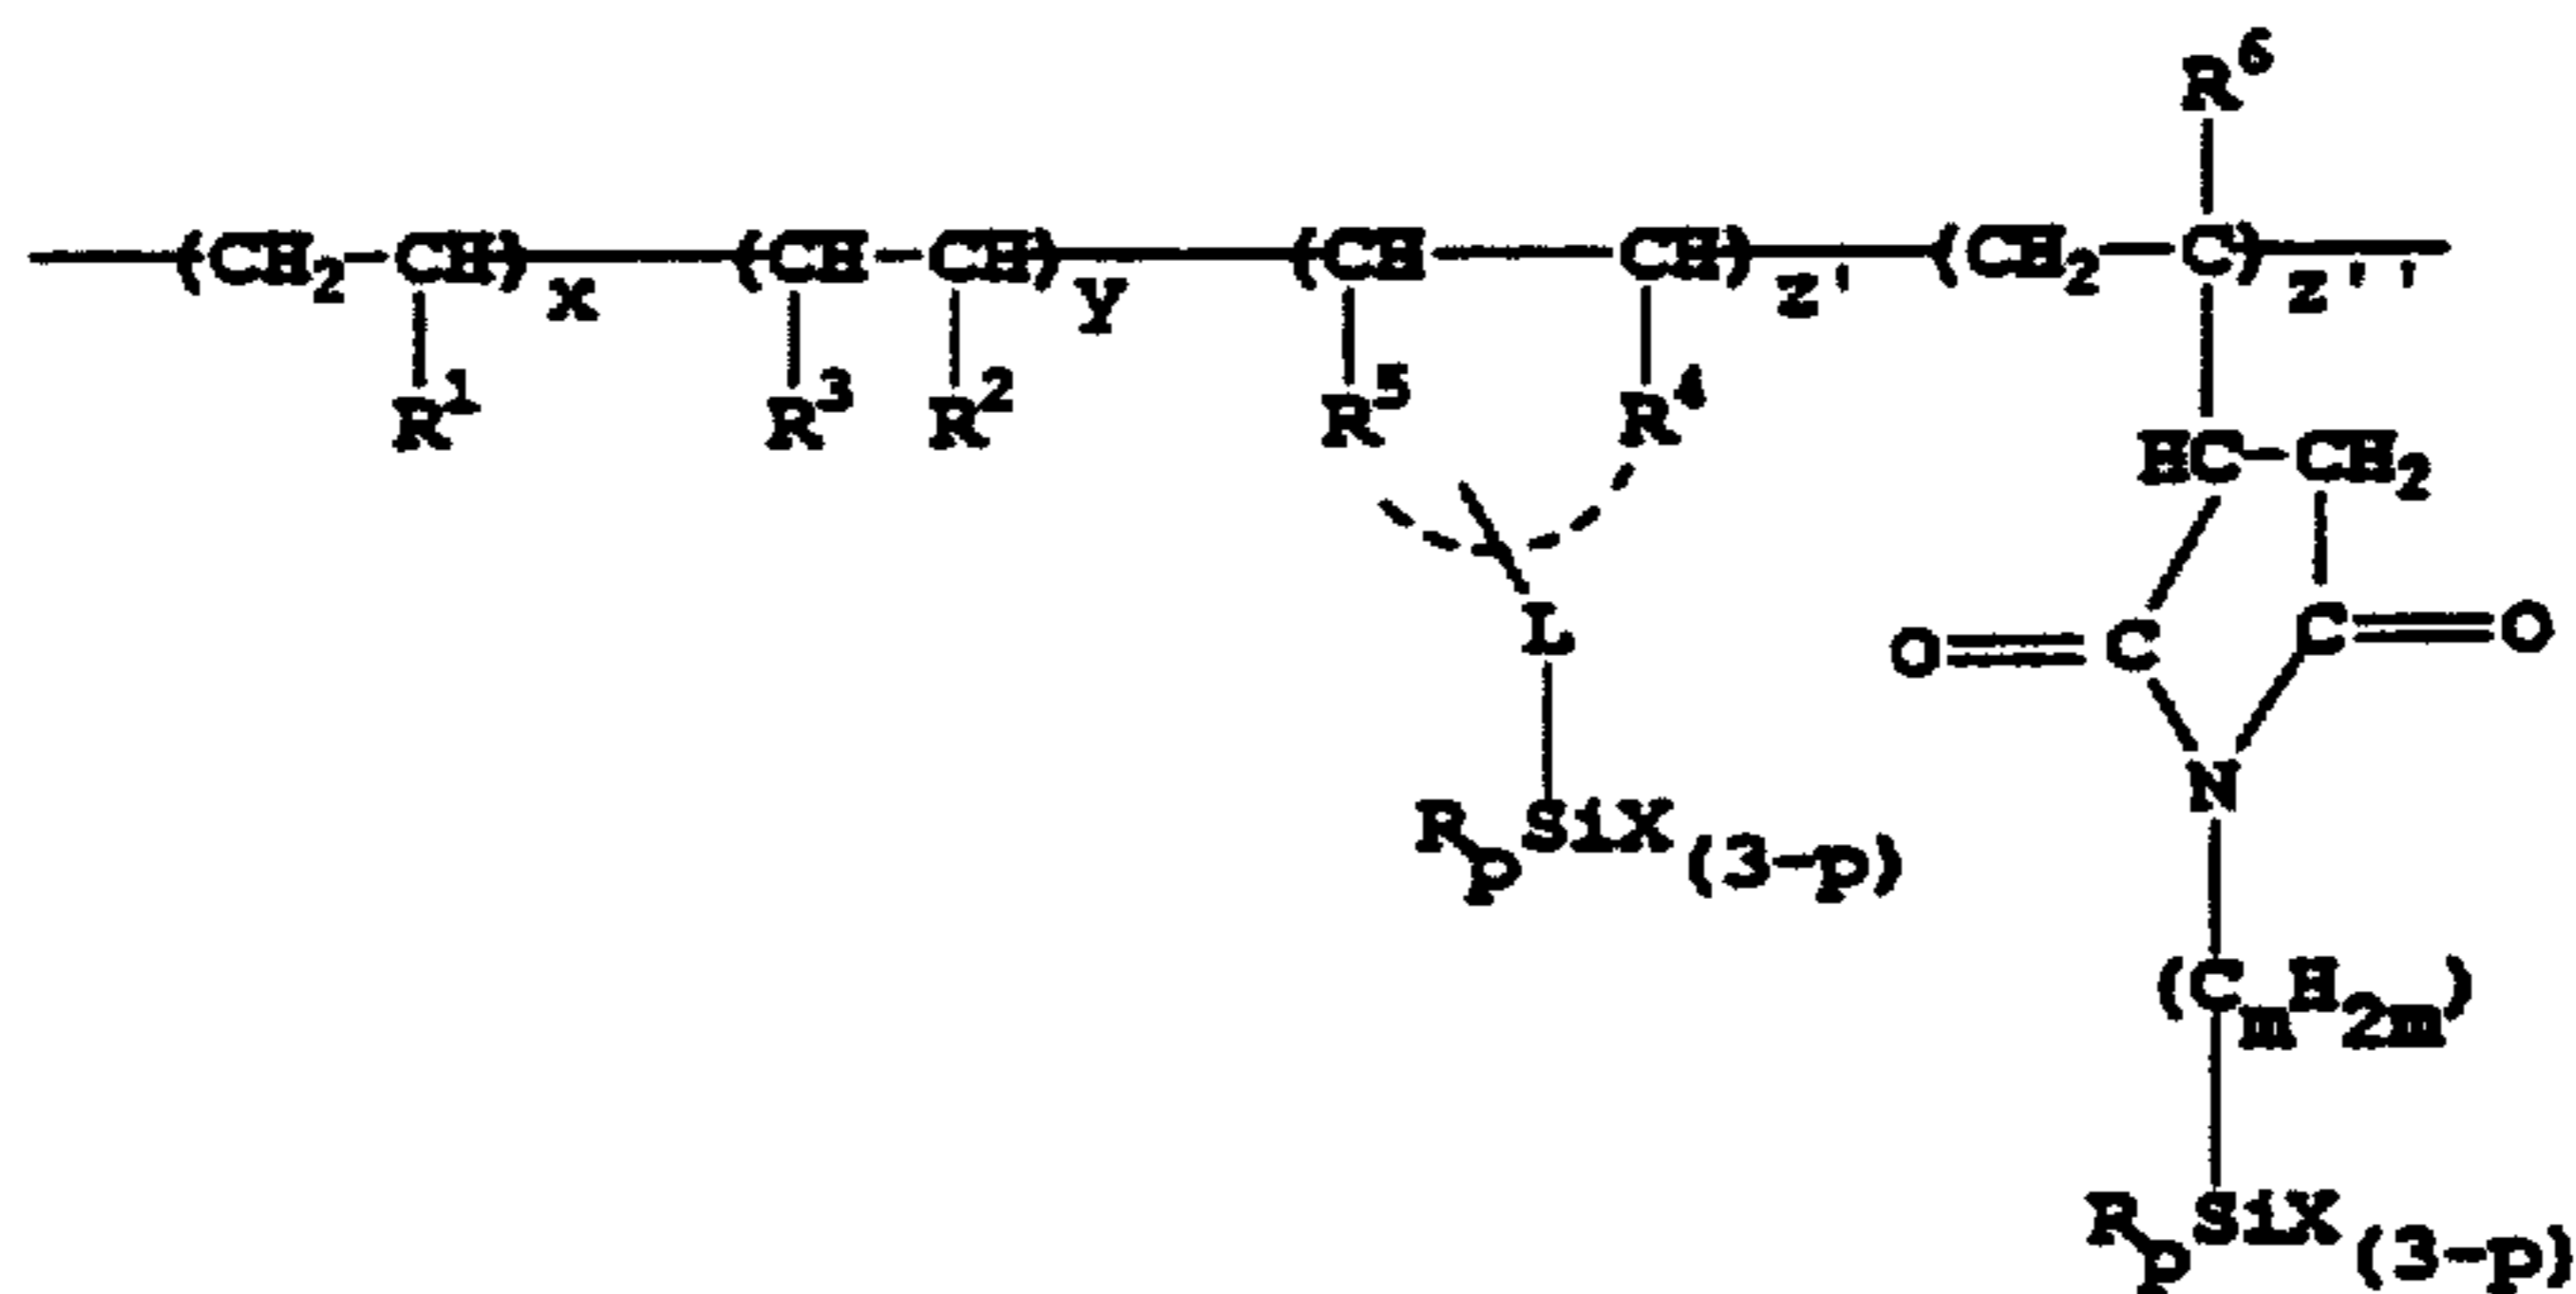 R⁶
—(CH₂—CH)ₓ—(CH—CH)y—(CH—CH)z'—(CH₂—C)z''—
R¹ R³ R² R⁵ R⁴
HC—CH₂
L O=C C=O
N
RpSiX(3-p)
(CmH2m)
RpSiX(3-p)